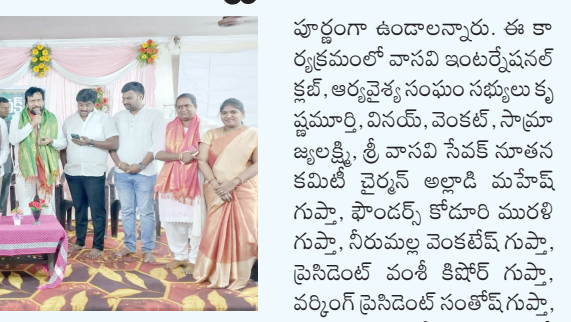 పూర్ణంగా ఉండాలన్నారు. ఈ కా
ర్యక్రమంలో వాసవి ఇంటర్నేషనల్
క్లబ్, ఆర్యవైశ్య సంఘం సభ్యులు కృ
ష్ణమూర్తి, వినయ్, వెంకట్, సామ్రా
జ్యలక్ష్మి, శ్రీ వాసవి సేవక్ నూతన
కమిటీ చైర్మన్ అల్లాడి మహేష్
గుప్తా, ఫౌండర్స్ కోడూరి మురళి
గుప్తా, నీరుమల్ల వెంకటేష్ గుప్తా,
ప్రెసిడెంట్ వంశీ కిషోర్ గుప్తా,
వర్కింగ్ ప్రెసిడెంట్ సంతోష్‌గుప్తా,